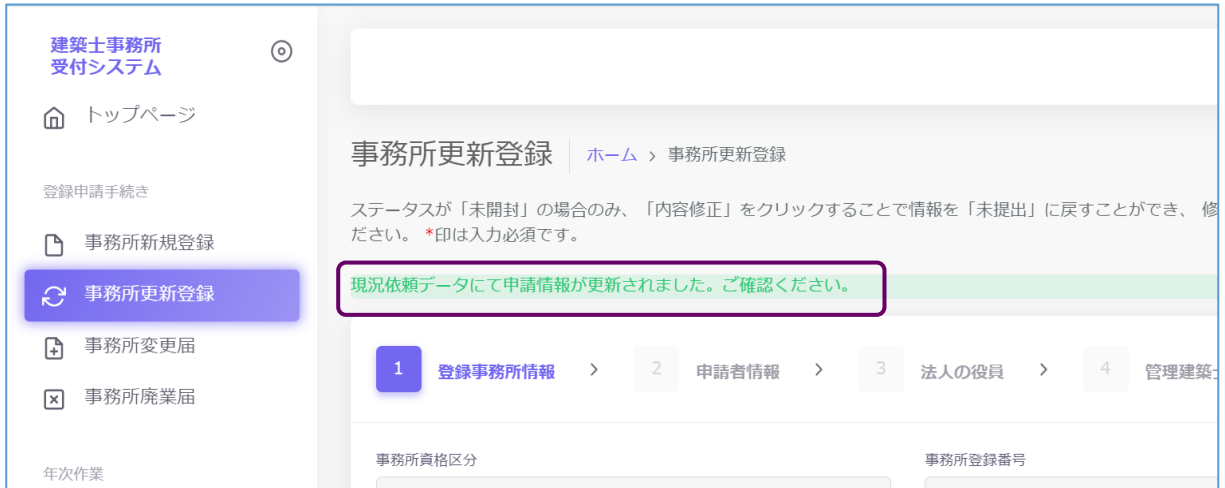 建築士事務所
受付システム
トップページ
登録申請手続き
事務所新規登録
事務所更新登録
事務所変更届
事務所廃業届
年次作業
事務所更新登録 ホーム › 事務所更新登録
ステータスが「未開封」の場合のみ、「内容修正」をクリックすることで情報を「未提出」に戻すことができ、 修
ださい。 *印は入力必須です。
現況依頼データにて申請情報が更新されました。ご確認ください。
1 登録事務所情報 › 2 申請者情報 › 3 法人の役員 › 4 管理建築
事務所資格区分 事務所登録番号